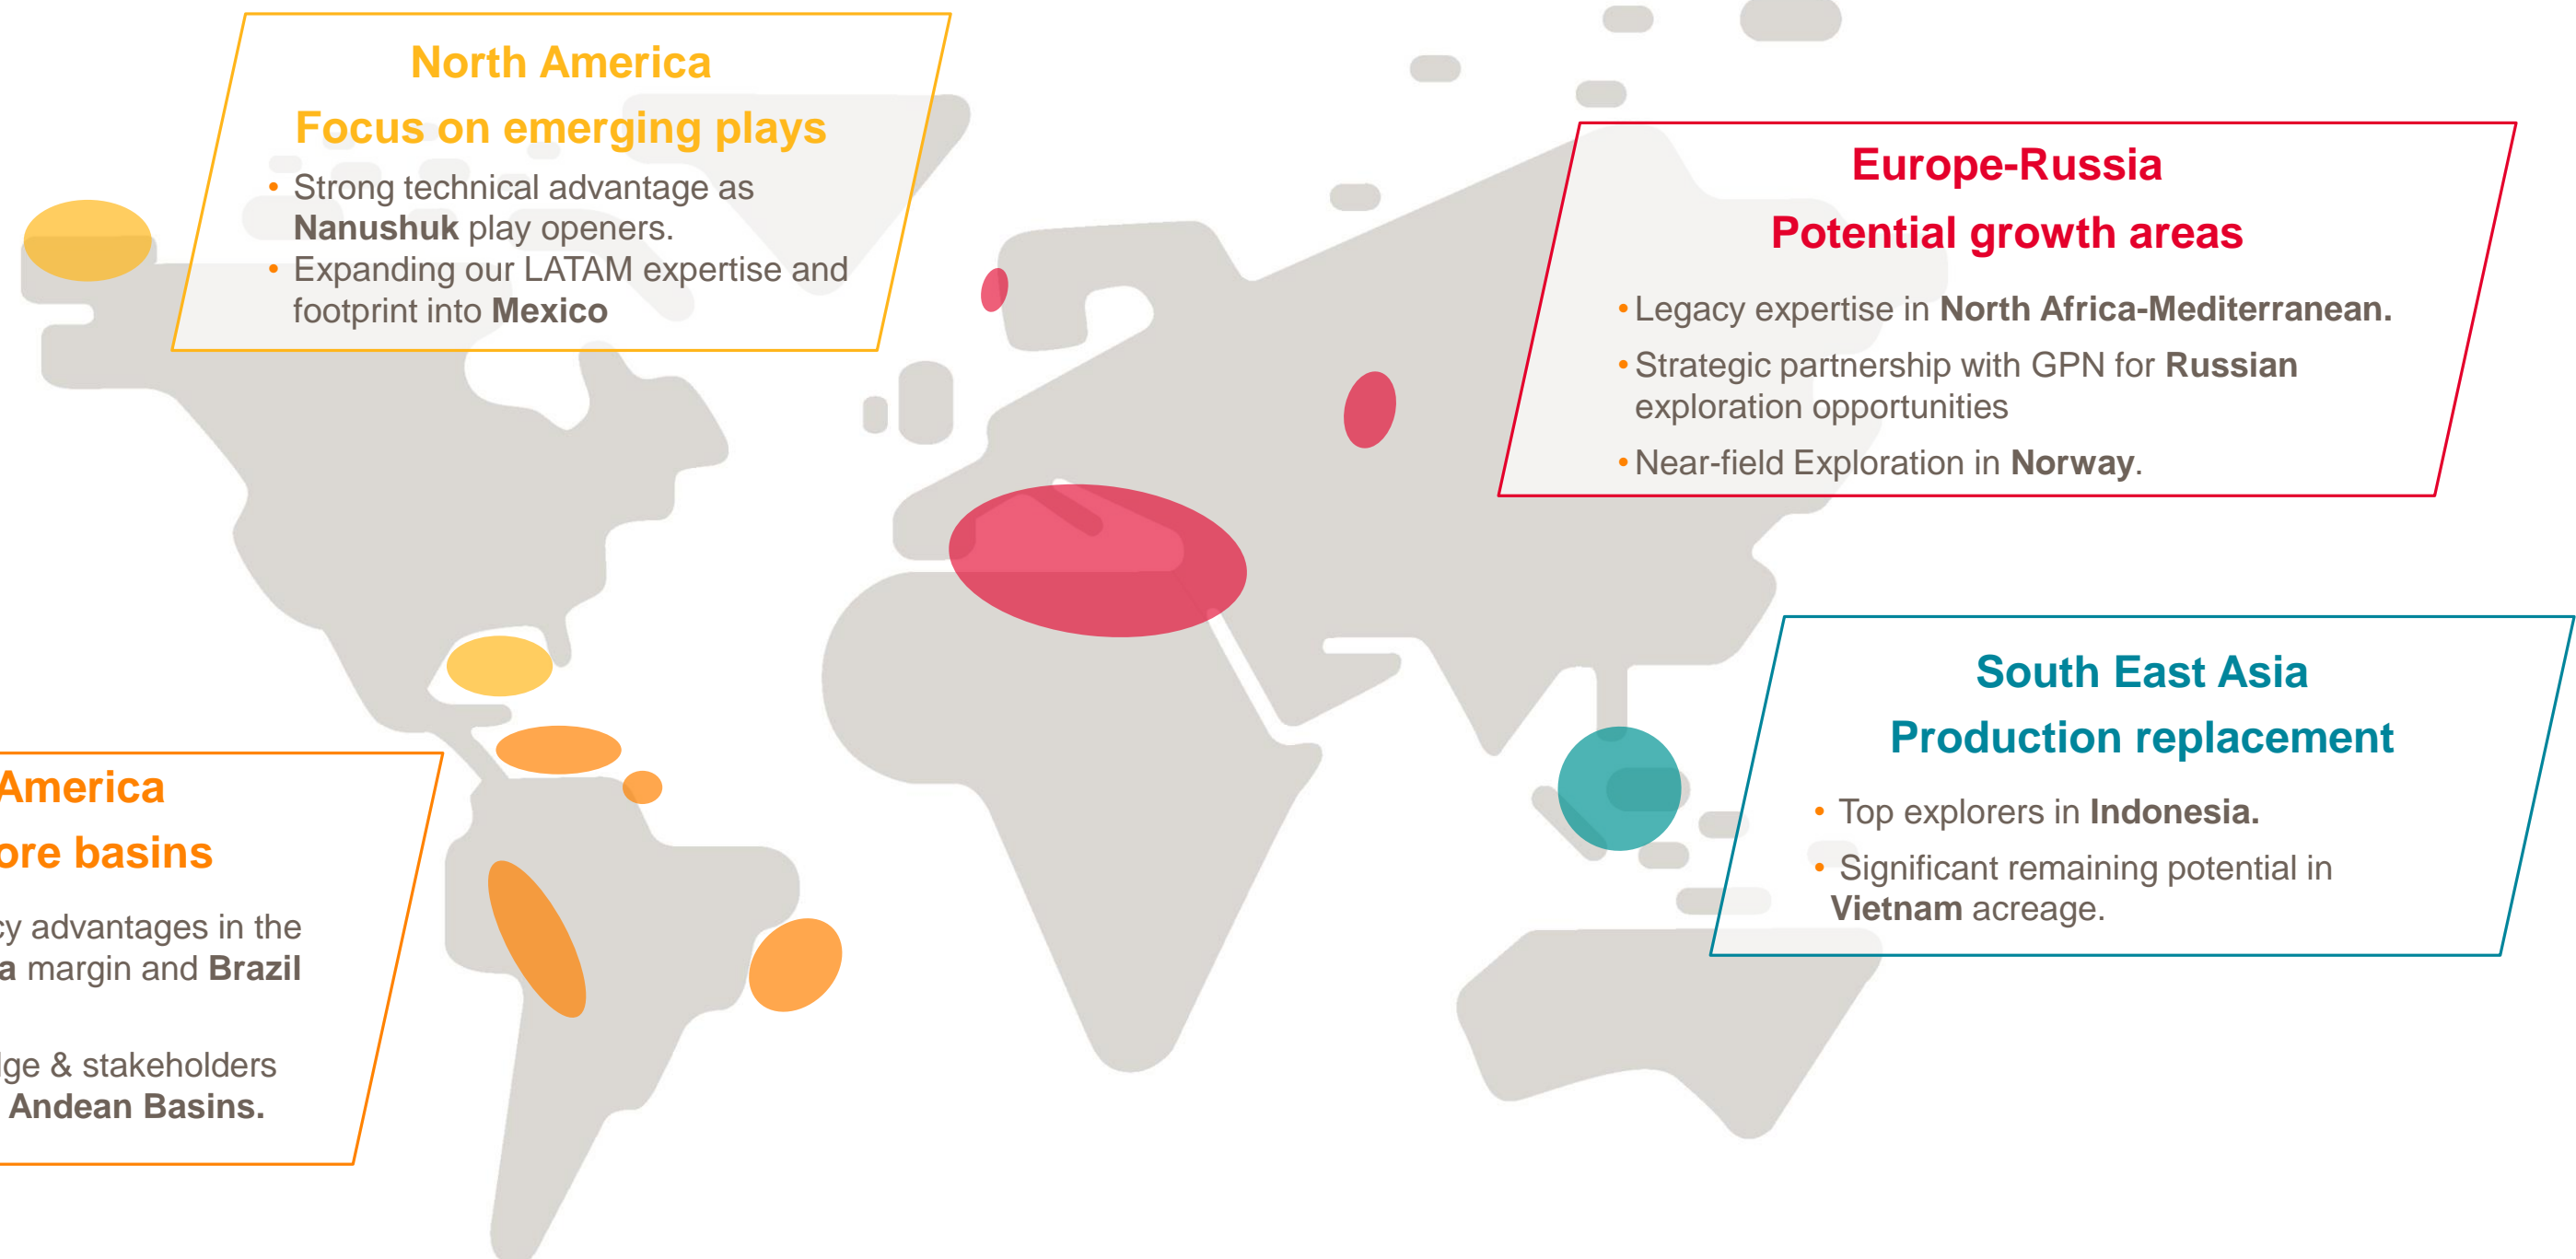 North America
Focus on emerging plays
• Strong technical advantage as
Nanushuk play openers.
• Expanding our LATAM expertise and
footprint into Mexico
Europe-Russia
Potential growth areas
• Legacy expertise in North Africa-Mediterranean.
• Strategic partnership with GPN for Russian
exploration opportunities
• Near-field Exploration in Norway.
South East Asia
Production replacement
• Top explorers in Indonesia.
• Significant remaining potential in
Vietnam acreage.
America
ore basins
cy advantages in the
a margin and Brazil
dge & stakeholders
Andean Basins.